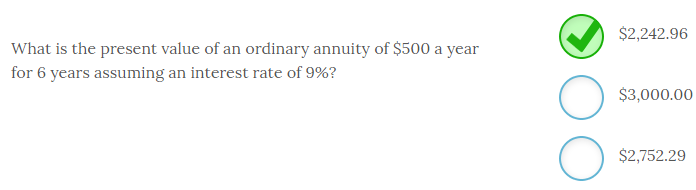 What is the present value of an ordinary annuity of $500 a year
for 6 years assuming an interest rate of 9%?
$2,242.96
$3,000.00
$2,752.29